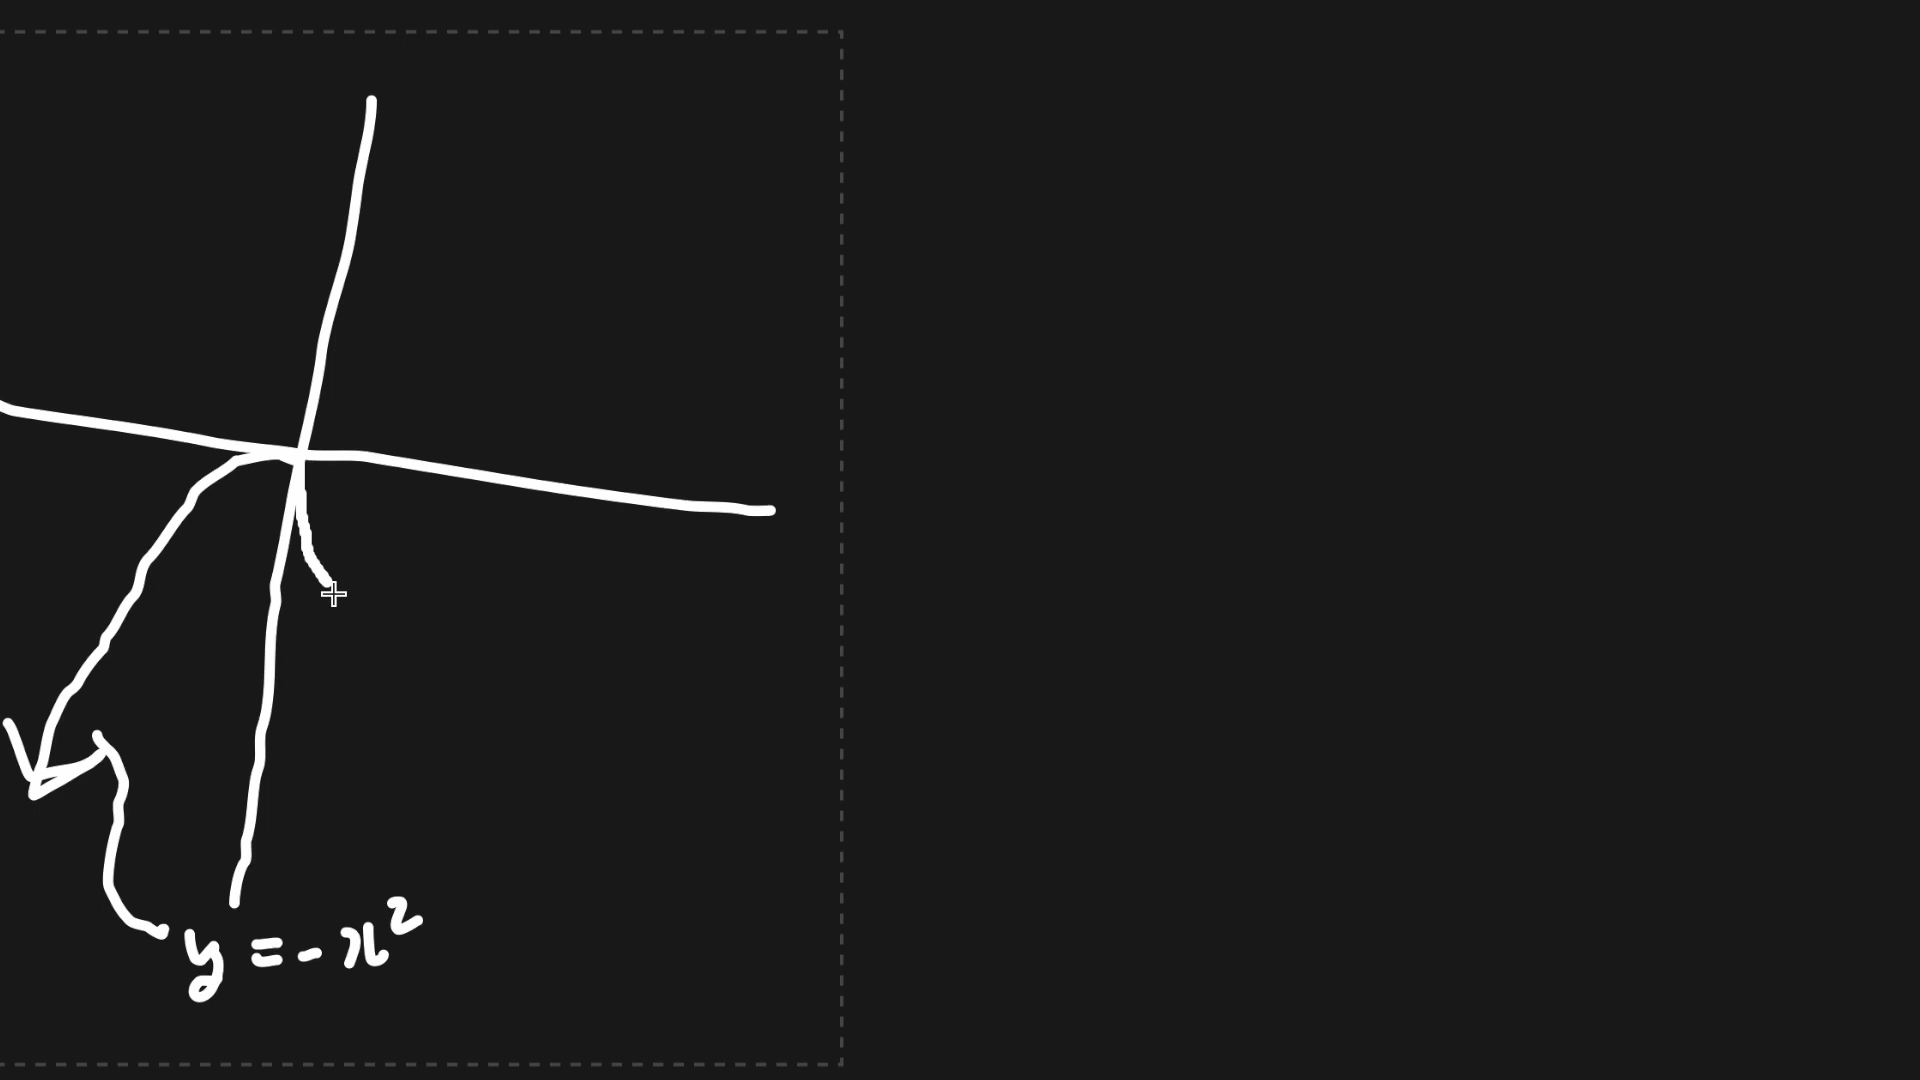 y = - x²